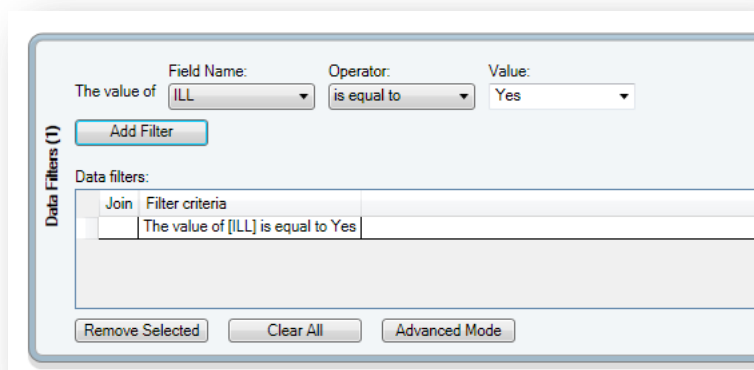 Field Name: Operator: Value:
The value of ILL is equal to Yes
Add Filter
Data Filters (1)
Data filters:
Join Filter criteria
The value of [ILL] is equal to Yes
Remove Selected Clear All Advanced Mode